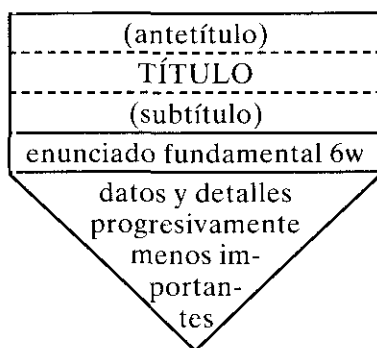 (antetítulo)
TÍTULO
(subtítulo)
enunciado fundamental 6w
datos y detalles
progresivamente
menos im-
portan-
tes